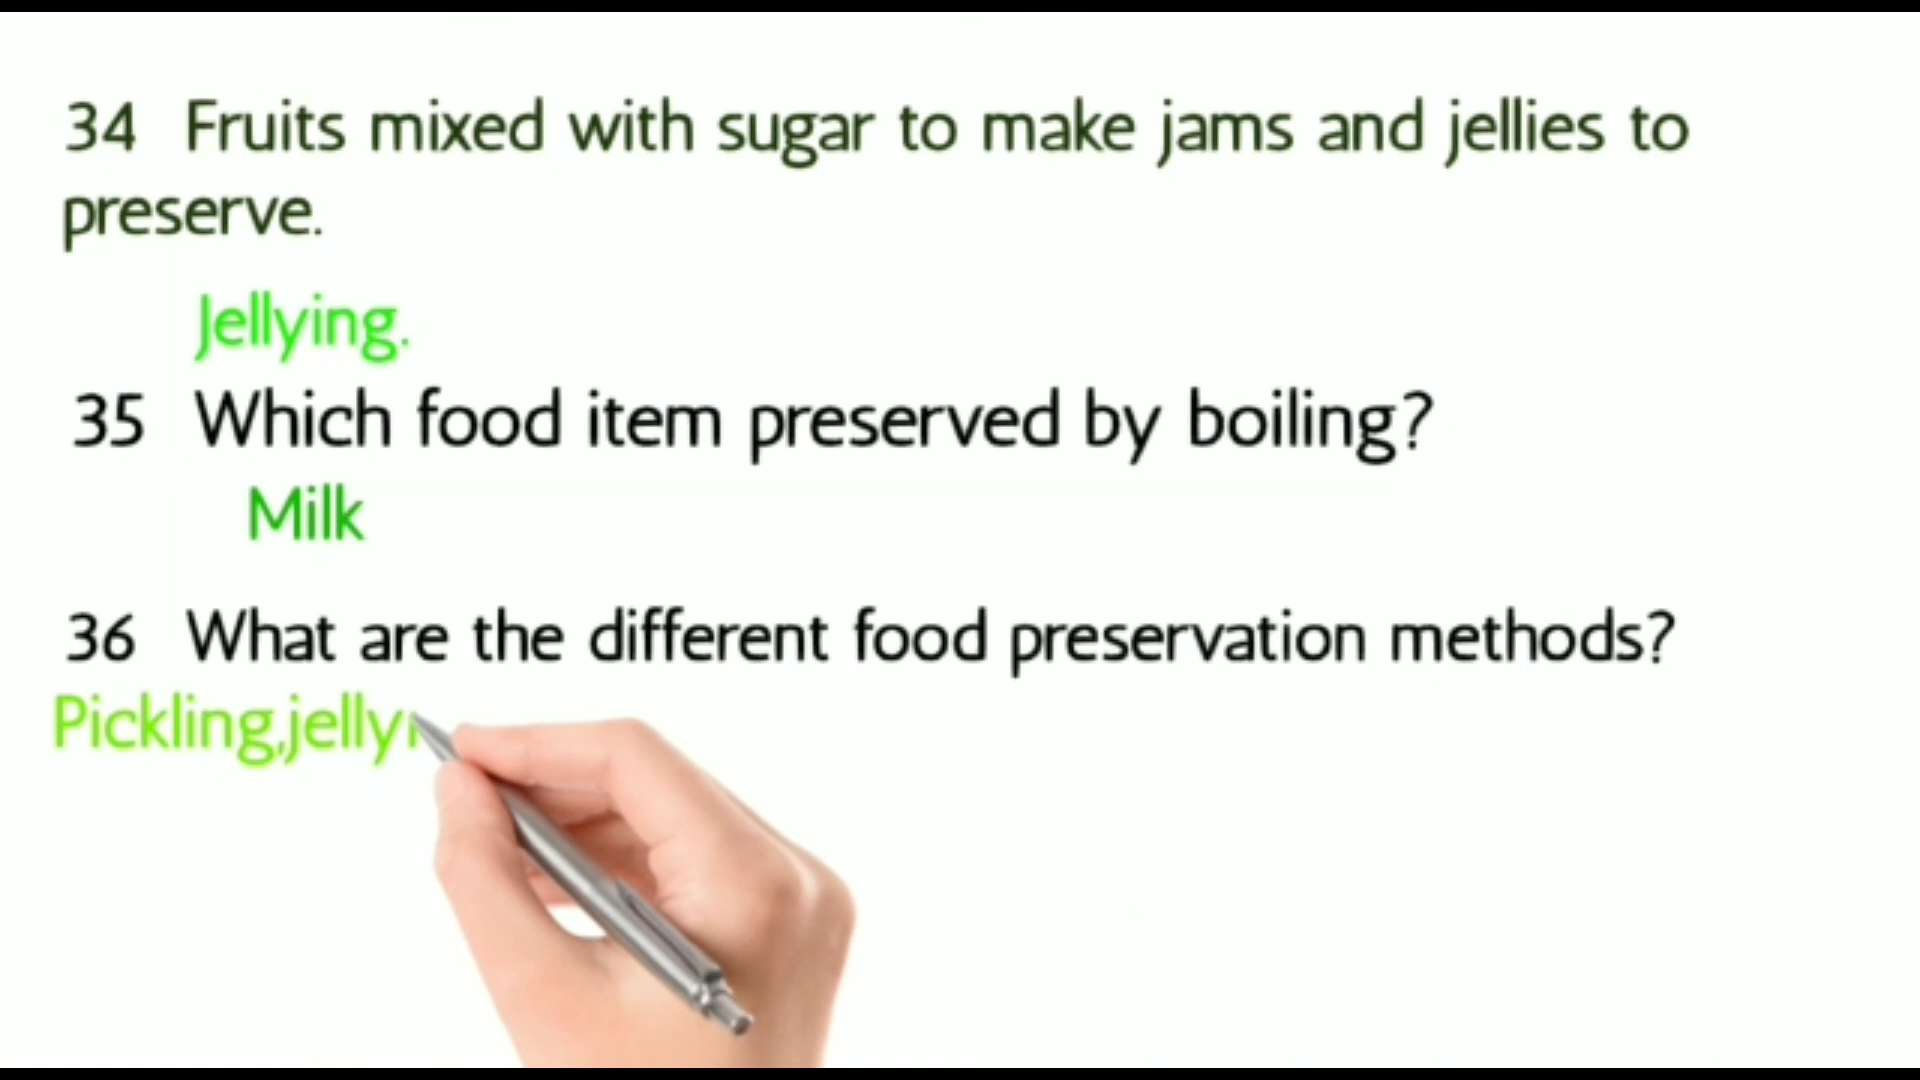 34 Fruits mixed with sugar to make jams and jellies to
preserve.
Jellying.
35 Which food item preserved by boiling?
Milk
36 What are the different food preservation methods?
Pickling,jelly